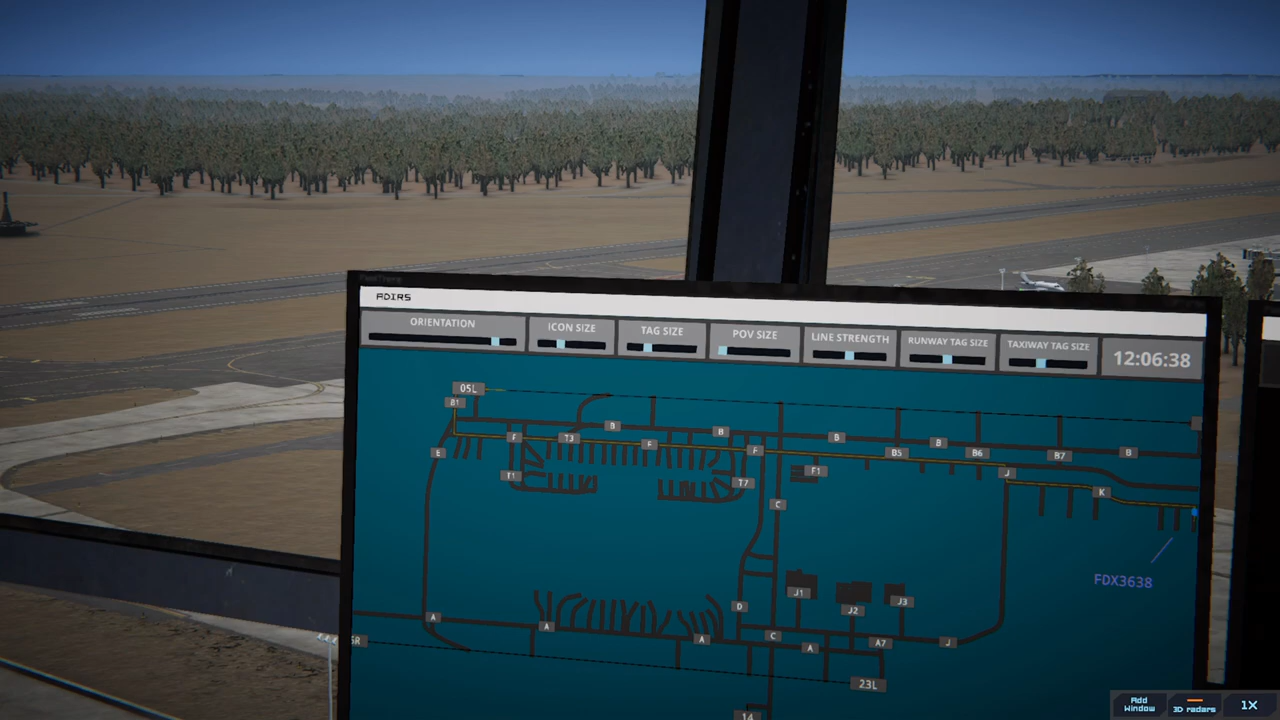 ADIRS
ORIENTATION
ICON SIZE
TAG SIZE
POV SIZE
LINE STRENGTH
RUNWAY TAG SIZE
TAXIWAY TAG SIZE
12:06:38
05L
B1
B
B
B
B
B
F
T3
F
F
B5
B6
B7
E
T1
T7
F1
J
K
C
FDX3638
J1
J2
J3
D
A
A
A
C
A
A7
J
5R
23L
14
Add
Window
3D radars
1X